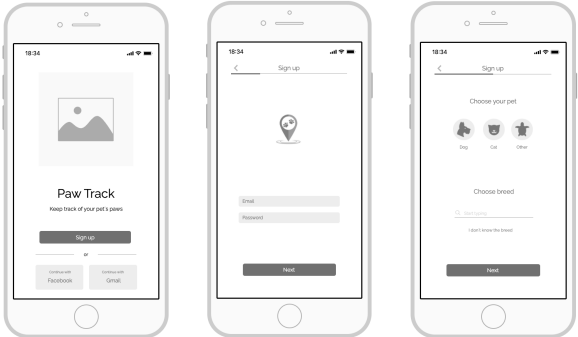 18:34
Paw Track
Keep track of your pet's paws
Sign up
or
Continue with
Facebook
Continue with
Gmail
18:34
Sign up
Email
Password
Next
18:34
Sign up
Choose your pet
Dog
Cat
Other
Choose breed
I don't know the breed
Next